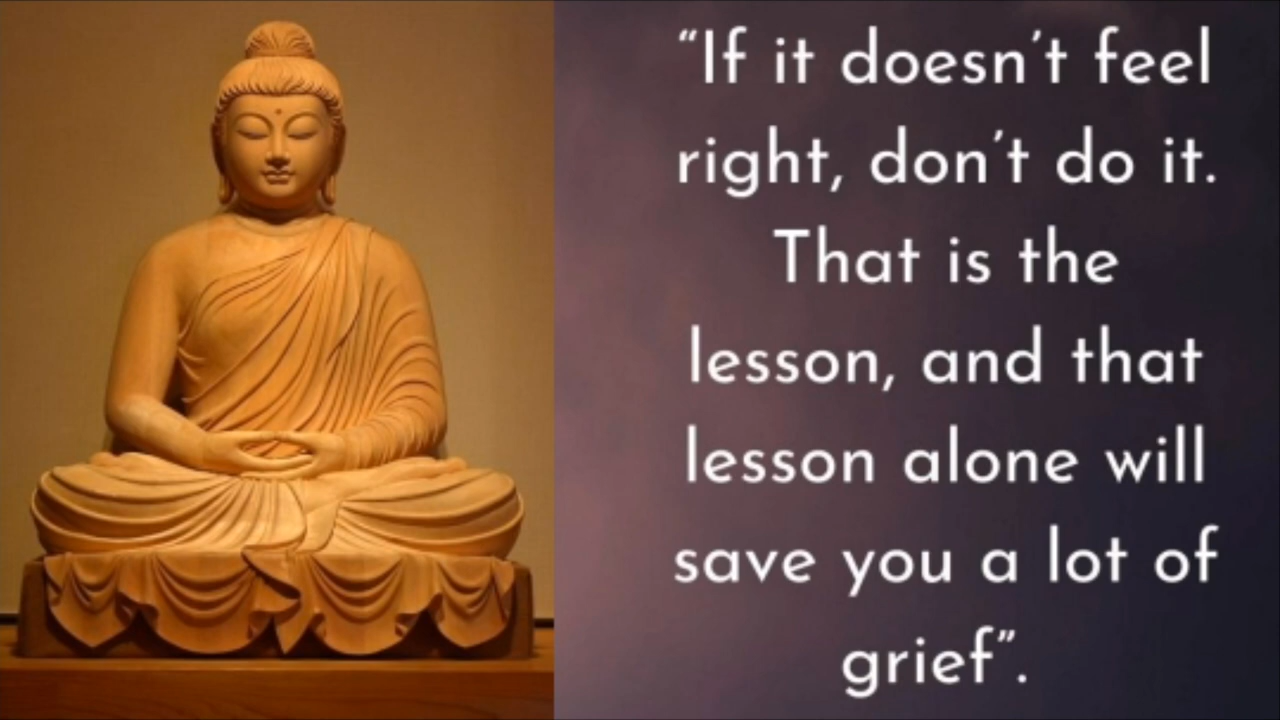 “If it doesn’t feel
right, don’t do it.
That is the
lesson, and that
lesson alone will
save you a lot of
grief”.